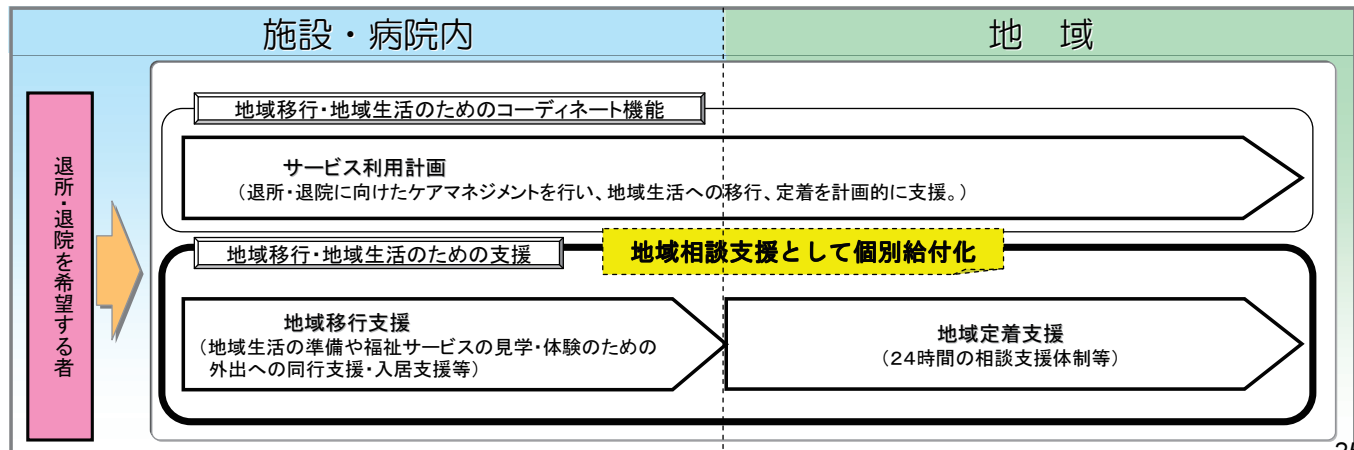 施設・病院内
地　域
退所・退院を希望する者
地域移行・地域生活のためのコーディネート機能
サービス利用計画
（退所・退院に向けたケアマネジメントを行い、地域生活への移行、定着を計画的に支援。）
地域移行・地域生活のための支援
地域相談支援として個別給付化
地域移行支援
（地域生活の準備や福祉サービスの見学・体験のための
外出への同行支援・入居支援等）
地域定着支援
（24時間の相談支援体制等）